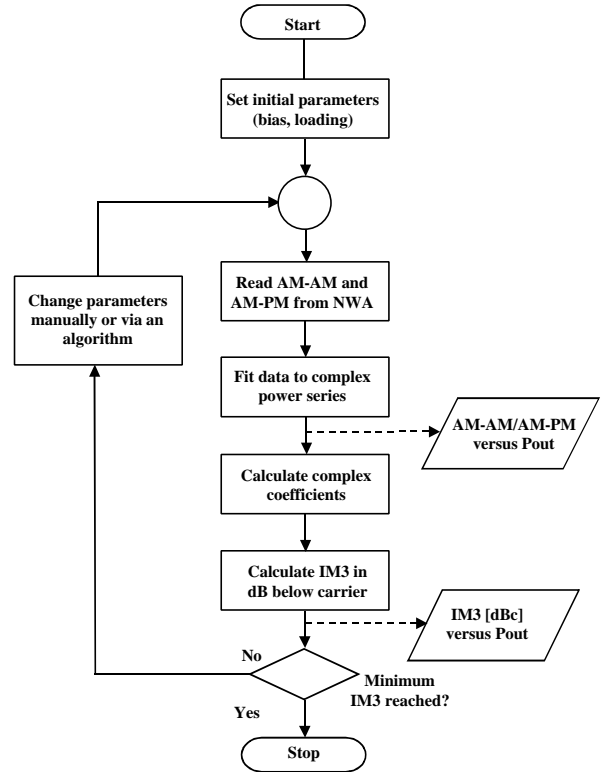 Start
Set initial parameters
(bias, loading)
Read AM-AM and
AM-PM from NWA
Change parameters
manually or via an
algorithm
Fit data to complex
power series
AM-AM/AM-PM
versus Pout
Calculate complex
coefficients
Calculate IM3 in
dB below carrier
IM3 [dBc]
versus Pout
No
Minimum
IM3 reached?
Yes
Stop